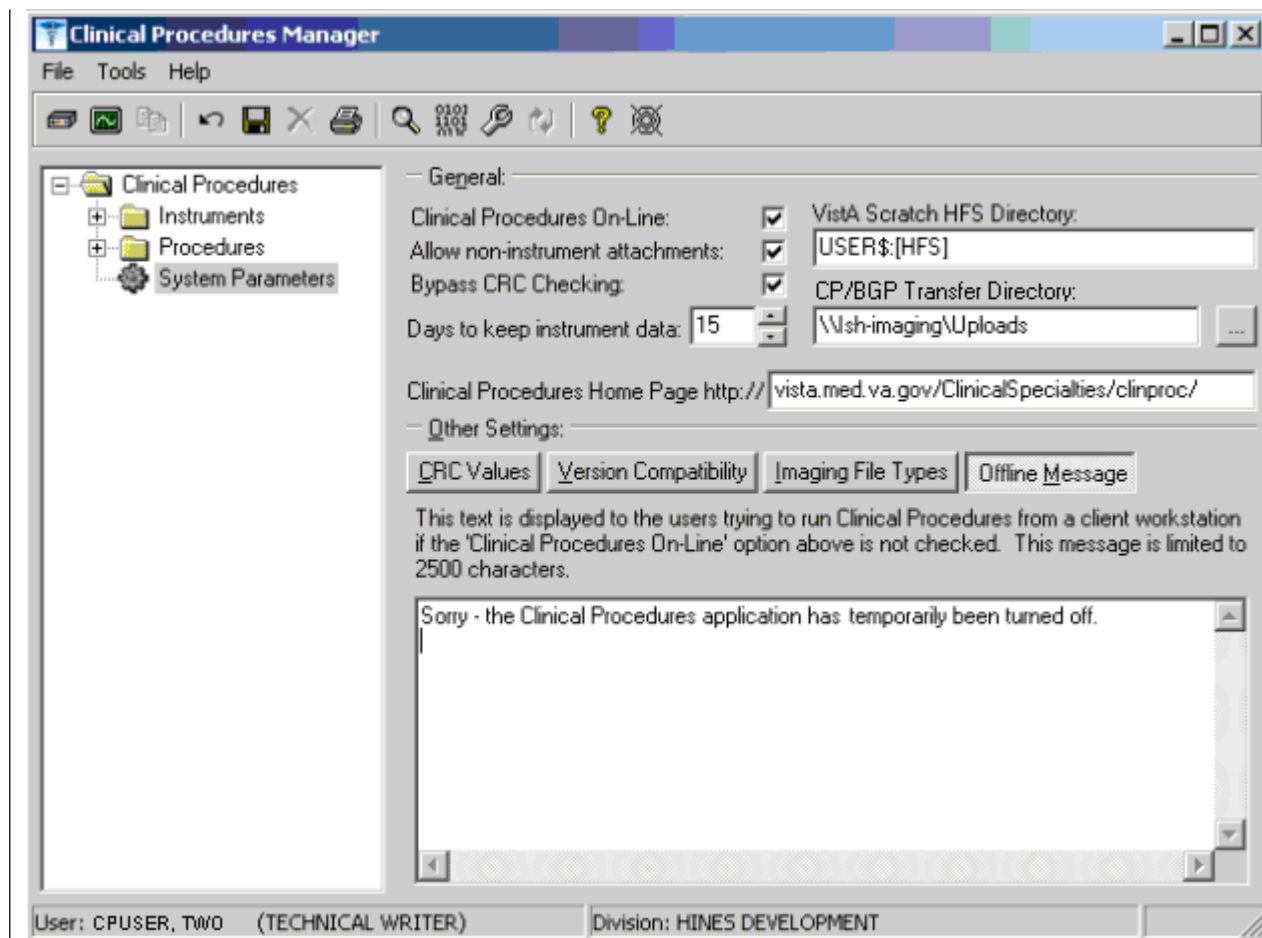 Clinical Procedures Manager
File Tools Help
Clinical Procedures
Instruments
Procedures
System Parameters
General:
Clinical Procedures On-Line:
Allow non-instrument attachments:
Bypass CRC Checking:
Days to keep instrument data: 15
VistA Scratch HFS Directory:
USER$:[HFS]
CP/BGP Transfer Directory:
\\Ish-imaging\Uploads
...
Clinical Procedures Home Page http:// vista.med.va.gov/ClinicalSpecialties/clinproc/
Other Settings:
CRC Values Version Compatibility Imaging File Types Offline Message
This text is displayed to the users trying to run Clinical Procedures from a client workstation
if the 'Clinical Procedures On-Line' option above is not checked. This message is limited to
2500 characters.
Sorry - the Clinical Procedures application has temporarily been turned off.
User: CPUSER, TWO (TECHNICAL WRITER) Division: HINES DEVELOPMENT